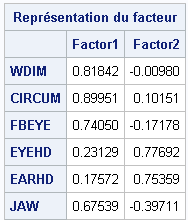 Représentation du facteur
Factor1 Factor2
WDIM 0.81842 -0.00980
CIRCUM 0.89951 0.10151
FBEYE 0.74050 -0.17178
EYEHD 0.23129 0.77692
EARHD 0.17572 0.75359
JAW 0.67539 -0.39711